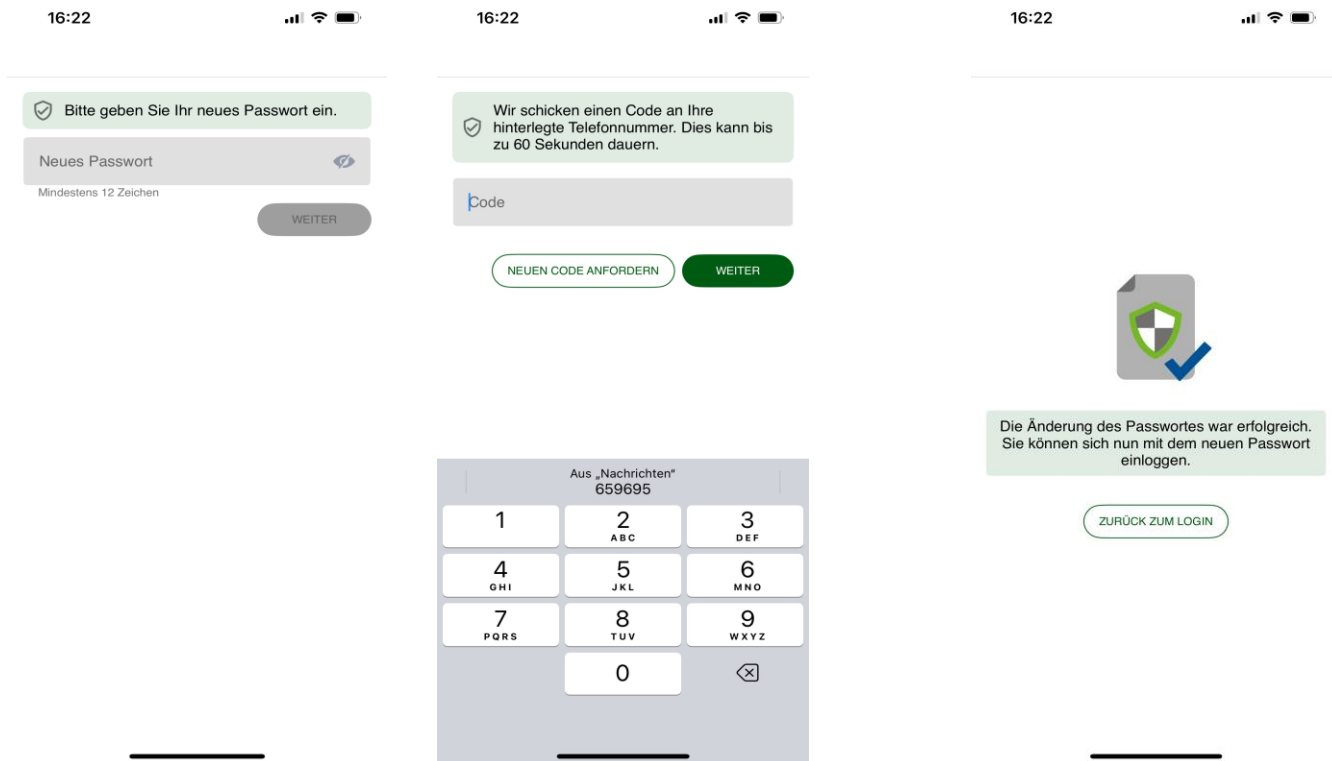 16:22
Bitte geben Sie Ihr neues Passwort ein.
Neues Passwort
Mindestens 12 Zeichen
WEITER
16:22
Wir schicken einen Code an Ihre
hinterlegte Telefonnummer. Dies kann bis
zu 60 Sekunden dauern.
Code
NEUEN CODE ANFORDERN
WEITER
Aus „Nachrichten“
659695
1 2 3
ABC DEF
4 5 6
GHI JKL MNO
7 8 9
PQRS TUV WXYZ
0
16:22
Die Änderung des Passwortes war erfolgreich.
Sie können sich nun mit dem neuen Passwort
einloggen.
ZURÜCK ZUM LOGIN